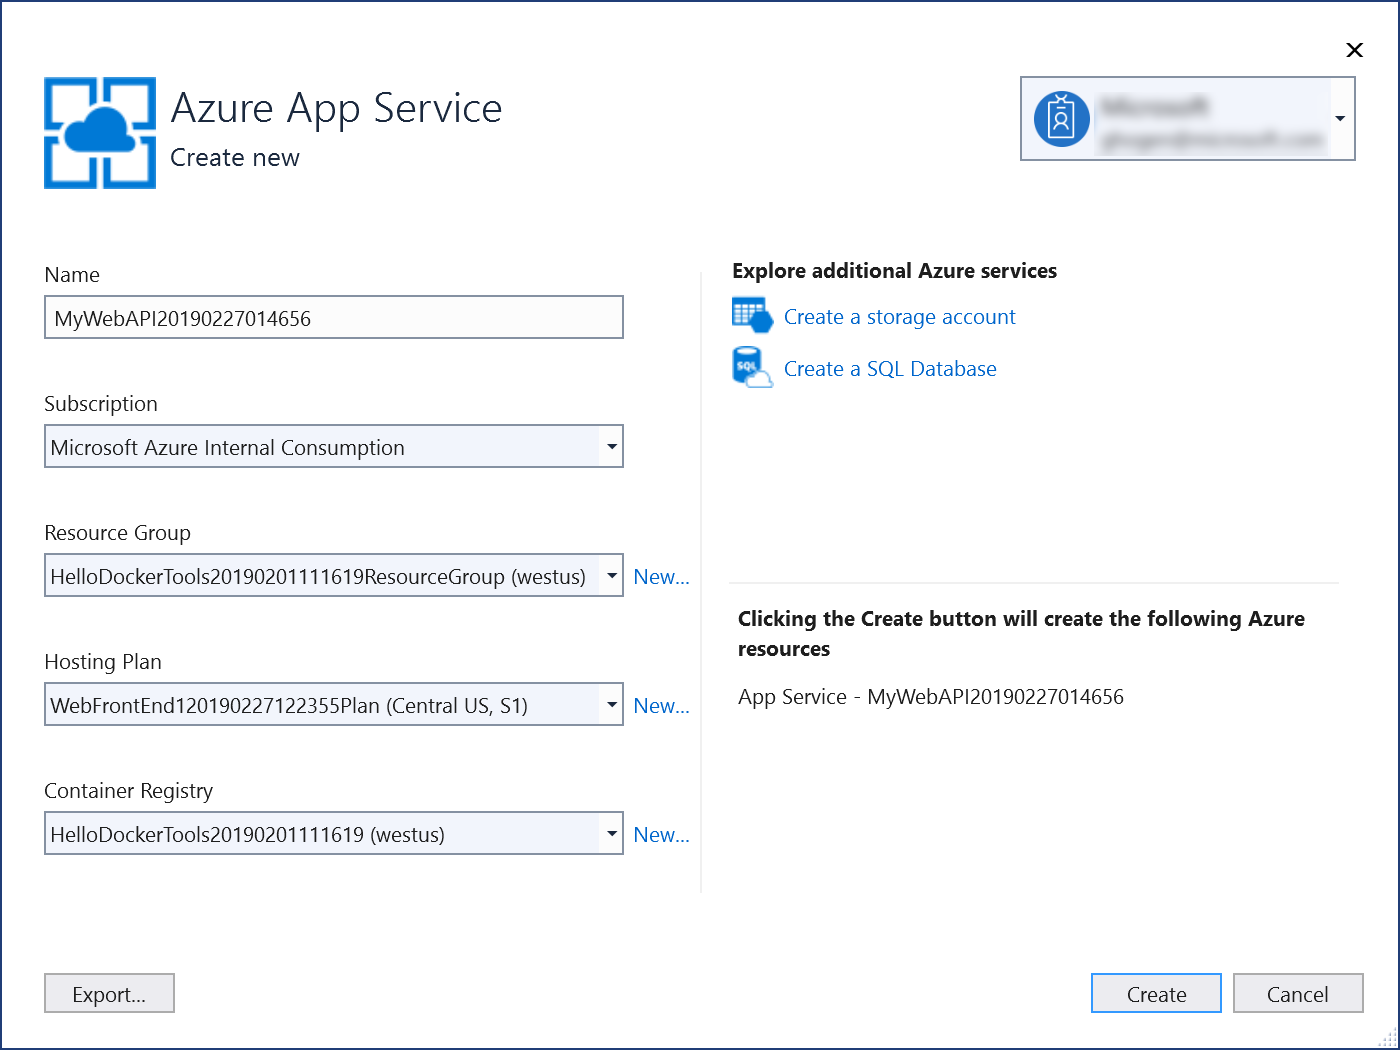 Azure App Service
Create new
Name
MyWebAPI20190227014656
Subscription
Microsoft Azure Internal Consumption
Resource Group
HelloDockerTools20190201111619ResourceGroup (westus)
New...
Hosting Plan
WebFrontEnd120190227122355Plan (Central US, S1)
New...
Container Registry
HelloDockerTools20190201111619 (westus)
New...
Explore additional Azure services
Create a storage account
SQL
Create a SQL Database
Clicking the Create button will create the following Azure
resources
App Service - MyWebAPI20190227014656
Export...
Create
Cancel